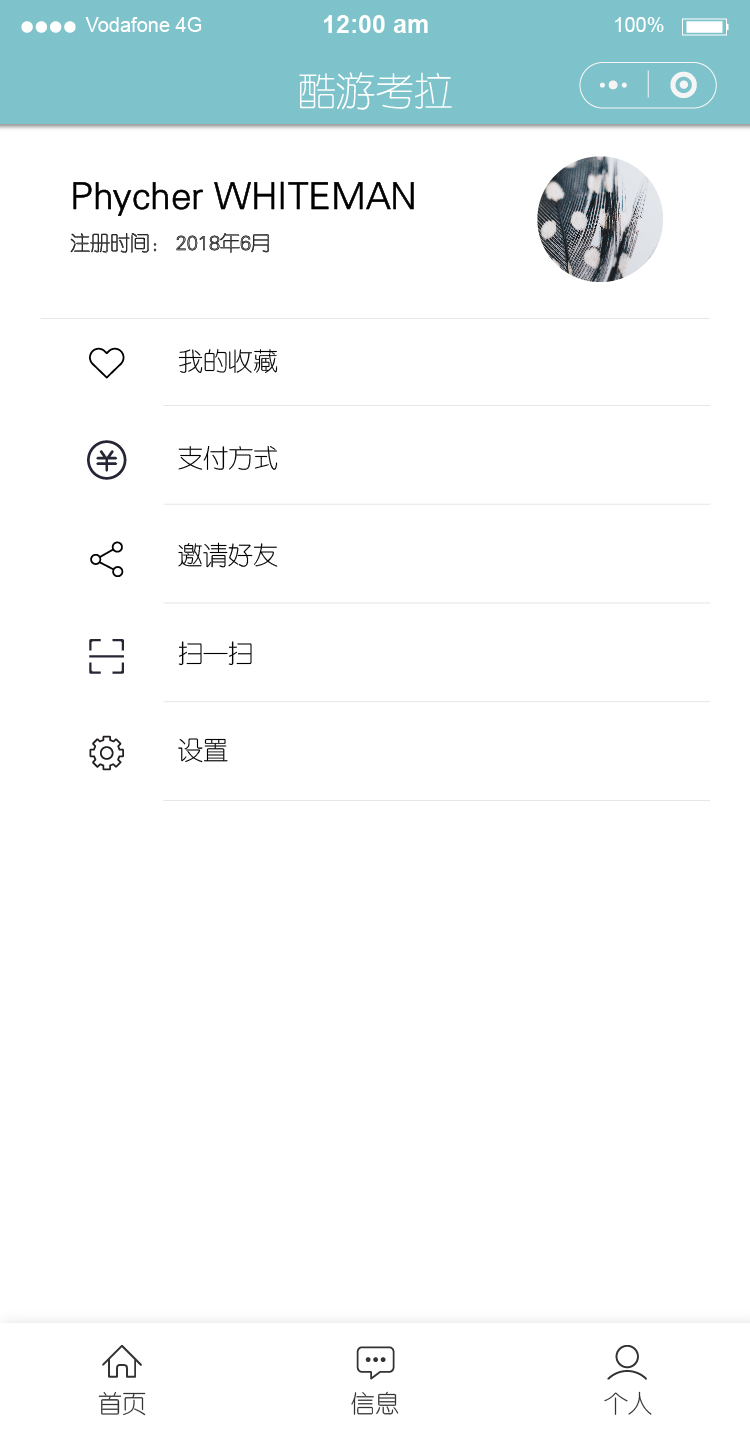 Vodafone 4G 12:00 am 100%
酷游考拉
Phycher WHITEMAN
注册时间： 2018年6月
我的收藏
支付方式
邀请好友
扫一扫
设置
首页 信息 个人